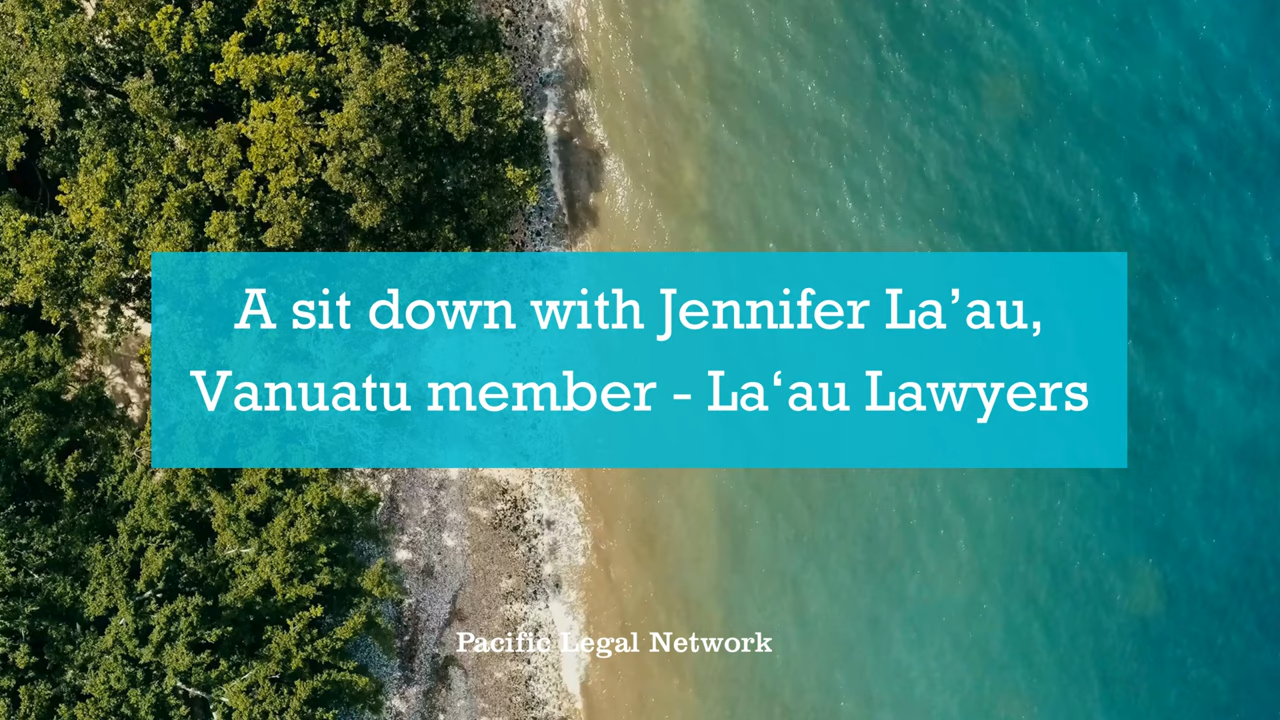 A sit down with Jennifer La’au,
Vanuatu member - La‘au Lawyers
Pacific Legal Network